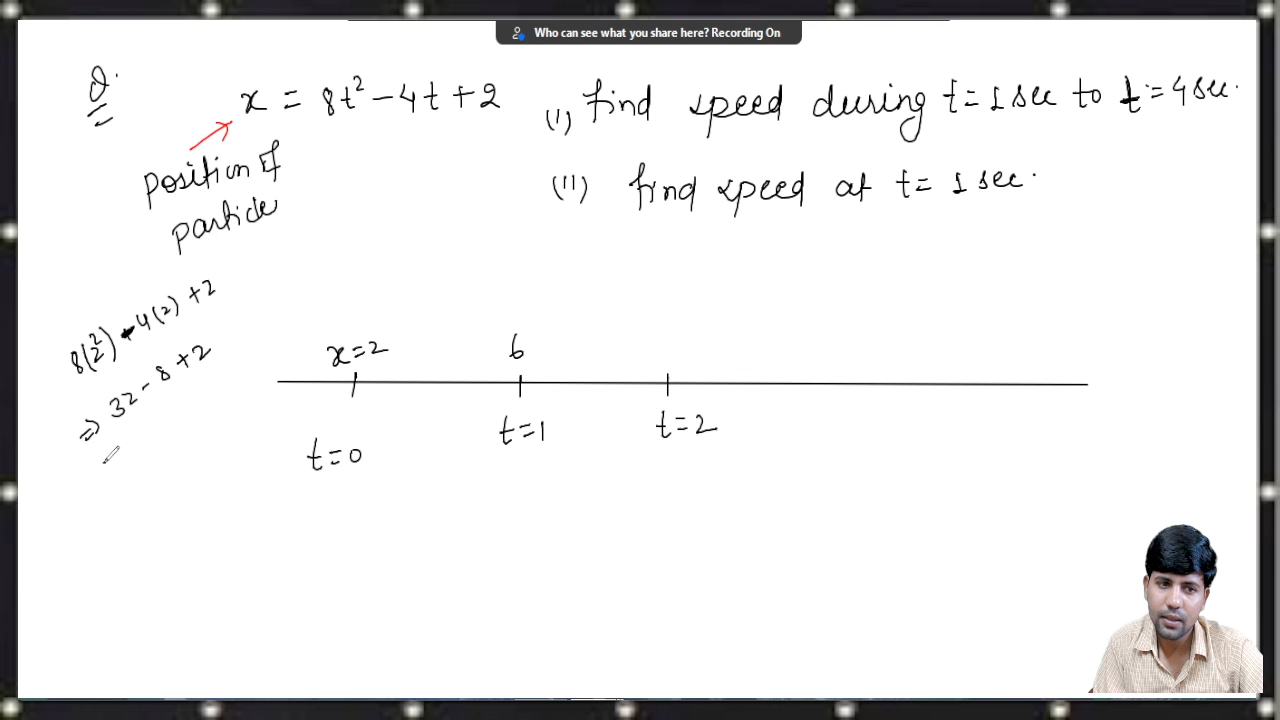 Who can see what you share here? Recording On
Q.
x = 8t² - 4t + 2
(I) find speed during t = 1 sec to t = 4 sec.
position of
particle
(II) find speed at t = 1 sec.
8(2²) - 4(2) + 2
⇒ 32 - 8 + 2
x=2 6
t=0 t=1 t=2